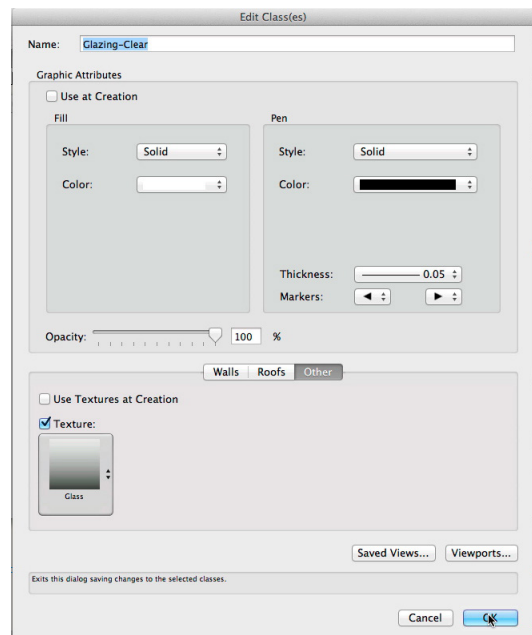 Edit Class(es)
Name: Glazing-Clear
Graphic Attributes
Use at Creation
Fill
Style: Solid
Color:
Pen
Style: Solid
Color:
Thickness: 0.05
Markers:
Opacity: 100 %
Walls Roofs Other
Use Textures at Creation
Texture:
Glass
Saved Views... Viewports...
Exits this dialog saving changes to the selected classes.
Cancel OK